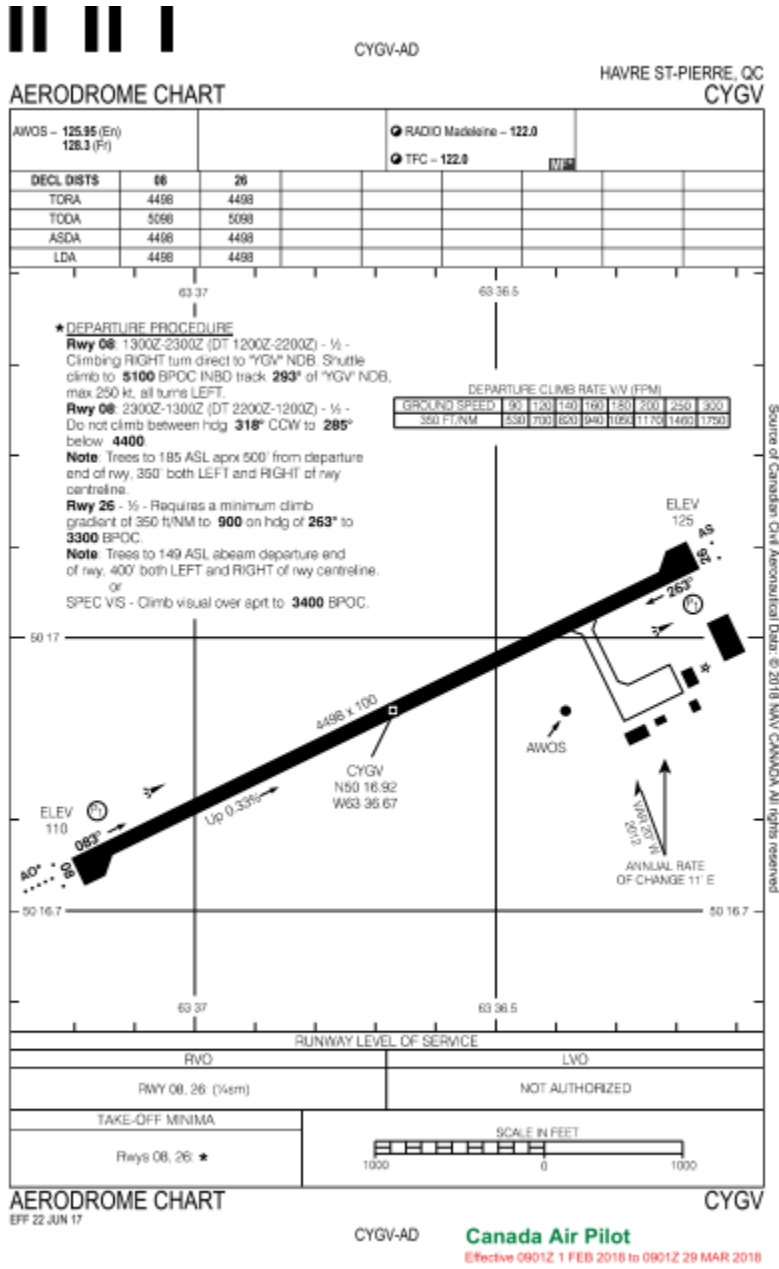 CYGV-AD
HAVRE ST-PIERRE, QC
AERODROME CHART
CYGV
AWOS – 125.95 (En)
128.3 (Fr)
RADIO Madeleine – 122.0
TFC – 122.0
MF
DECL DISTS 08 26
TORA 4498 4498
TODA 5098 5098
ASDA 4498 4498
LDA 4498 4498
63 37
63 36.5
★DEPARTURE PROCEDURE
Rwy 08: 1300Z-2300Z (DT 1200Z-2200Z) - ½ -
Climbing RIGHT turn direct to "YGV" NDB. Shuttle
climb to 5100 BPOC INBD track 293° of "YGV" NDB,
max 250 kt, all turns LEFT.
Rwy 08: 2300Z-1300Z (DT 2200Z-1200Z) - ½ -
Do not climb between hdg 318° CCW to 285°
below 4400.
Note: Trees to 185 ASL aprx 500' from departure
end of rwy, 350' both LEFT and RIGHT of rwy
centreline.
Rwy 26 - ½ - Requires a minimum climb
gradient of 350 ft/NM to 900 on hdg of 263° to
3300 BPOC.
Note: Trees to 149 ASL abeam departure end
of rwy, 400' both LEFT and RIGHT of rwy centreline.
or
SPEC VIS - Climb visual over aprt to 3400 BPOC.
DEPARTURE CLIMB RATE V/V (FPM)
GROUND SPEED 90 120 140 160 180 200 250 300
350 FT/NM 530 700 820 940 1050 1170 1460 1750
ELEV
125
AS
26
263°
P1
50 17
4498 x 100
AWOS
CYGV
N50 16.92
W63 36.67
Up 0.33%
ELEV
110
P1
083°
08
AO*
VAR 20° W
2012
ANNUAL RATE
OF CHANGE 11' E
50 16.7
50 16.7
63 37
63 36.5
RUNWAY LEVEL OF SERVICE
RVO
LVO
RWY 08, 26: (¼sm)
NOT AUTHORIZED
TAKE-OFF MINIMA
Rwys 08, 26: ★
SCALE IN FEET
1000 0 1000
AERODROME CHART
CYGV
EFF 22 JUN 17
CYGV-AD
Canada Air Pilot
Effective 0901Z 1 FEB 2018 to 0901Z 29 MAR 2018
Source of Canadian Civil Aeronautical Data: © 2018 NAV CANADA All rights reserved